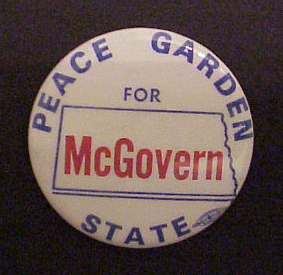 PEACE GARDEN
FOR
McGovern
STATE